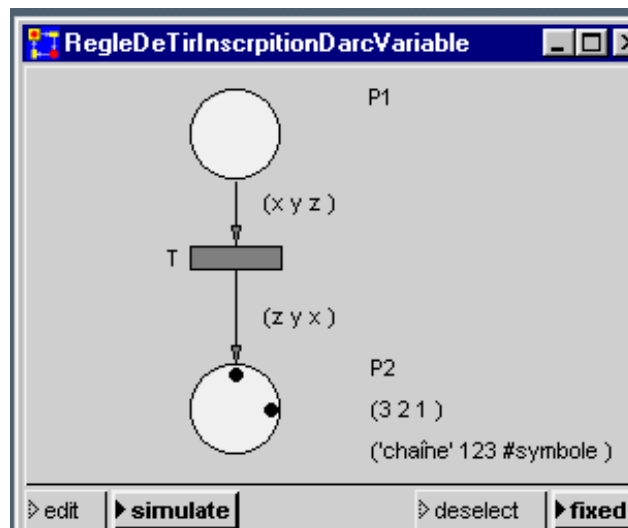 RegleDeTirInscrpitionDarcVariable
P1
(x y z )
T
(z y x )
P2
(3 2 1 )
('chaîne' 123 #symbole )
edit simulate deselect fixed